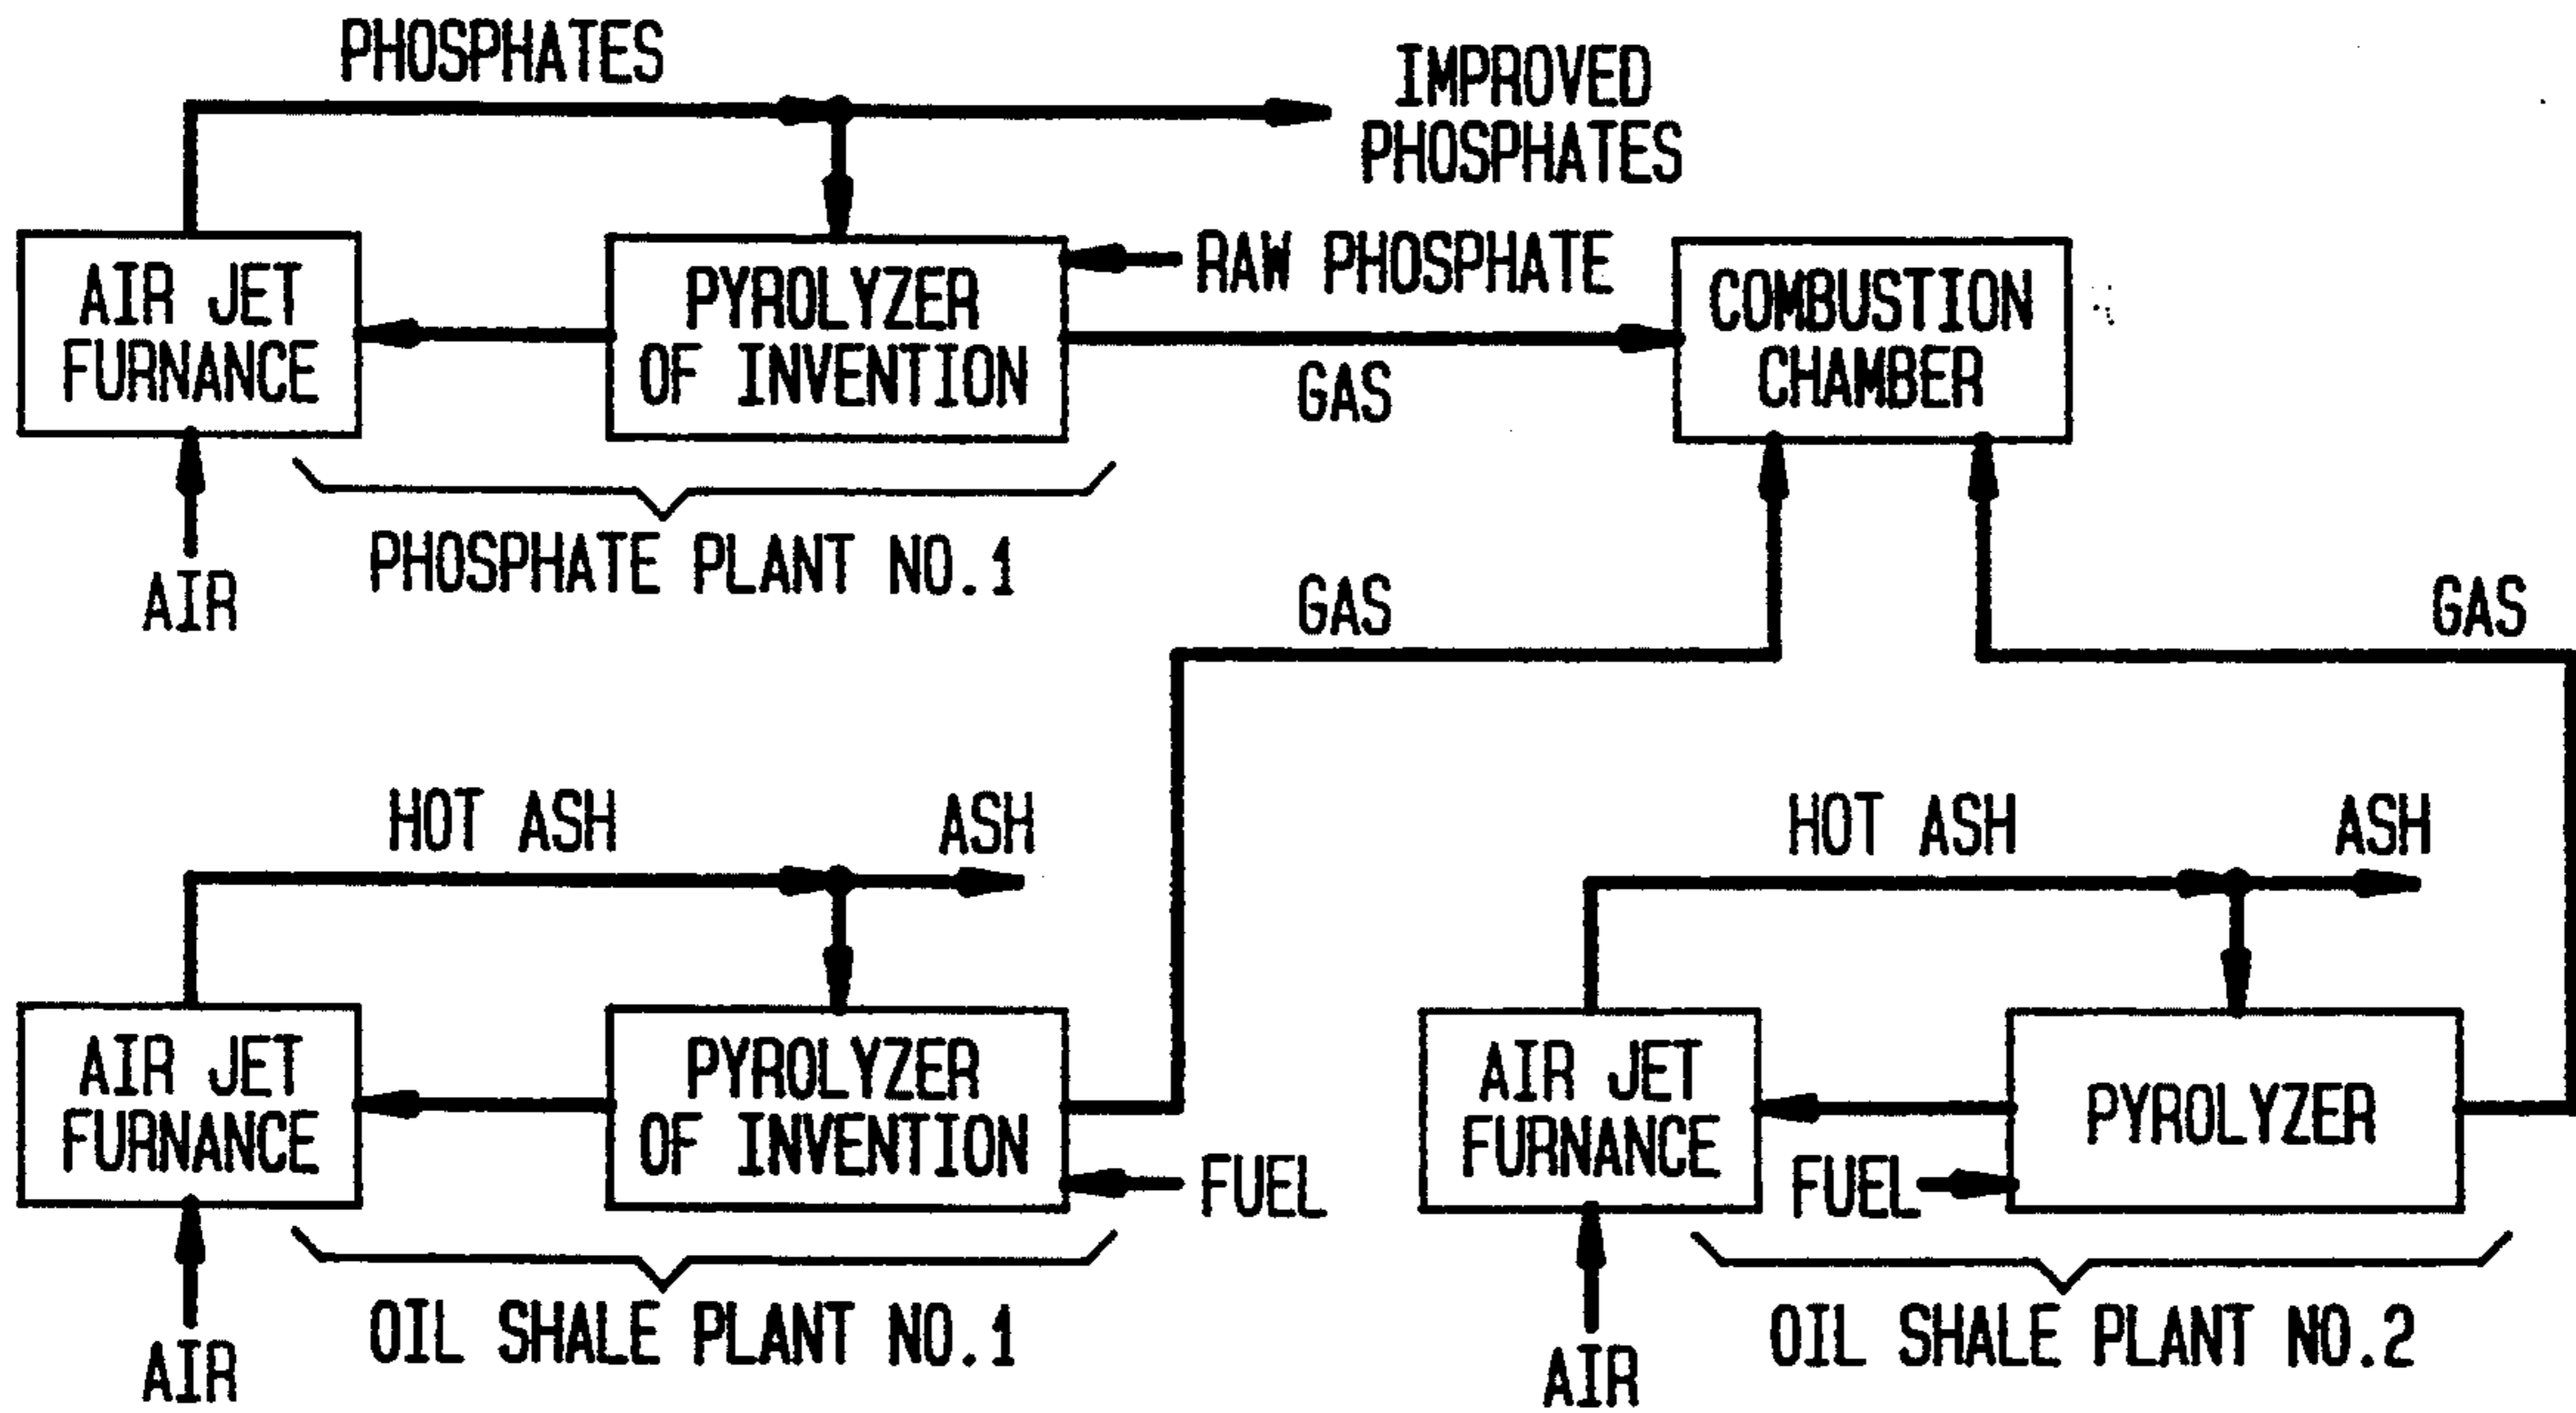 PHOSPHATES
IMPROVED
PHOSPHATES
AIR JET
FURNANCE
PYROLYZER
OF INVENTION
RAW PHOSPHATE
GAS
COMBUSTION
CHAMBER
AIR
PHOSPHATE PLANT NO.1
GAS
GAS
HOT ASH
ASH
AIR JET
FURNANCE
PYROLYZER
OF INVENTION
FUEL
AIR
OIL SHALE PLANT NO.1
HOT ASH
ASH
AIR JET
FURNANCE
FUEL
PYROLYZER
AIR
OIL SHALE PLANT NO.2